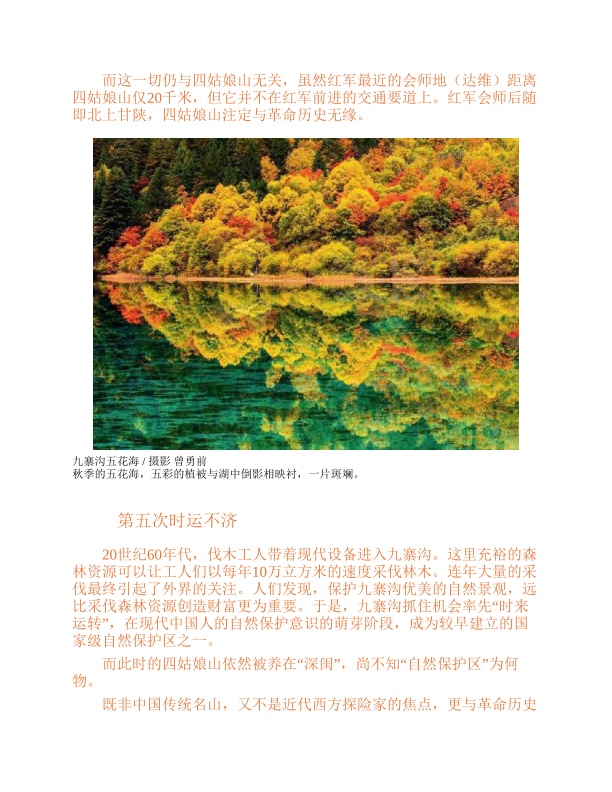 而这一切仍与四姑娘山无关，虽然红军最近的会师地（达维）距离
四姑娘山仅20千米，但它并不在红军前进的交通要道上。红军会师后随
即北上甘陕，四姑娘山注定与革命历史无缘。
九寨沟五花海 / 摄影 曾勇前
秋季的五花海，五彩的植被与湖中倒影相映衬，一片斑斓。
第五次时运不济
20世纪60年代，伐木工人带着现代设备进入九寨沟。这里充裕的森
林资源可以让工人们以每年10万立方米的速度采伐林木。连年大量的采
伐最终引起了外界的关注。人们发现，保护九寨沟优美的自然景观，远
比采伐森林资源创造财富更为重要。于是，九寨沟抓住机会率先“时来
运转”，在现代中国人的自然保护意识的萌芽阶段，成为较早建立的国
家级自然保护区之一。
而此时的四姑娘山依然被养在“深闺”，尚不知“自然保护区”为何
物。
既非中国传统名山，又不是近代西方探险家的焦点，更与革命历史